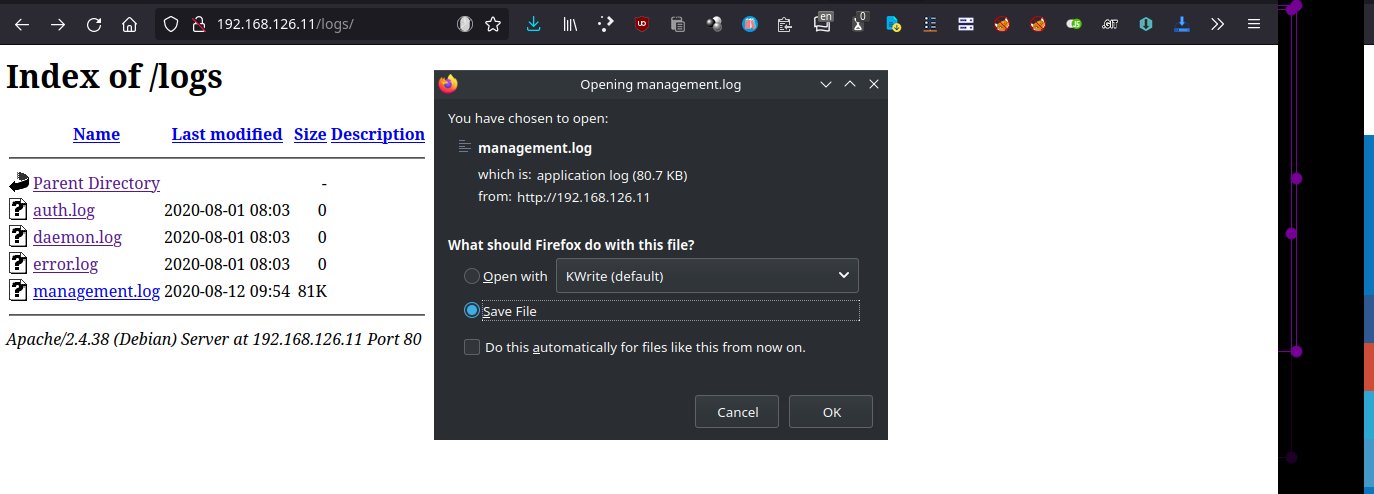 192.168.126.11/logs/
en
0
UD
JS
.GIT
Index of /logs
Name Last modified Size Description
Parent Directory -
auth.log 2020-08-01 08:03 0
daemon.log 2020-08-01 08:03 0
error.log 2020-08-01 08:03 0
management.log 2020-08-12 09:54 81K
Apache/2.4.38 (Debian) Server at 192.168.126.11 Port 80
Opening management.log
You have chosen to open:
management.log
which is: application log (80.7 KB)
from: http://192.168.126.11
What should Firefox do with this file?
Open with KWrite (default)
Save File
Do this automatically for files like this from now on.
Cancel OK